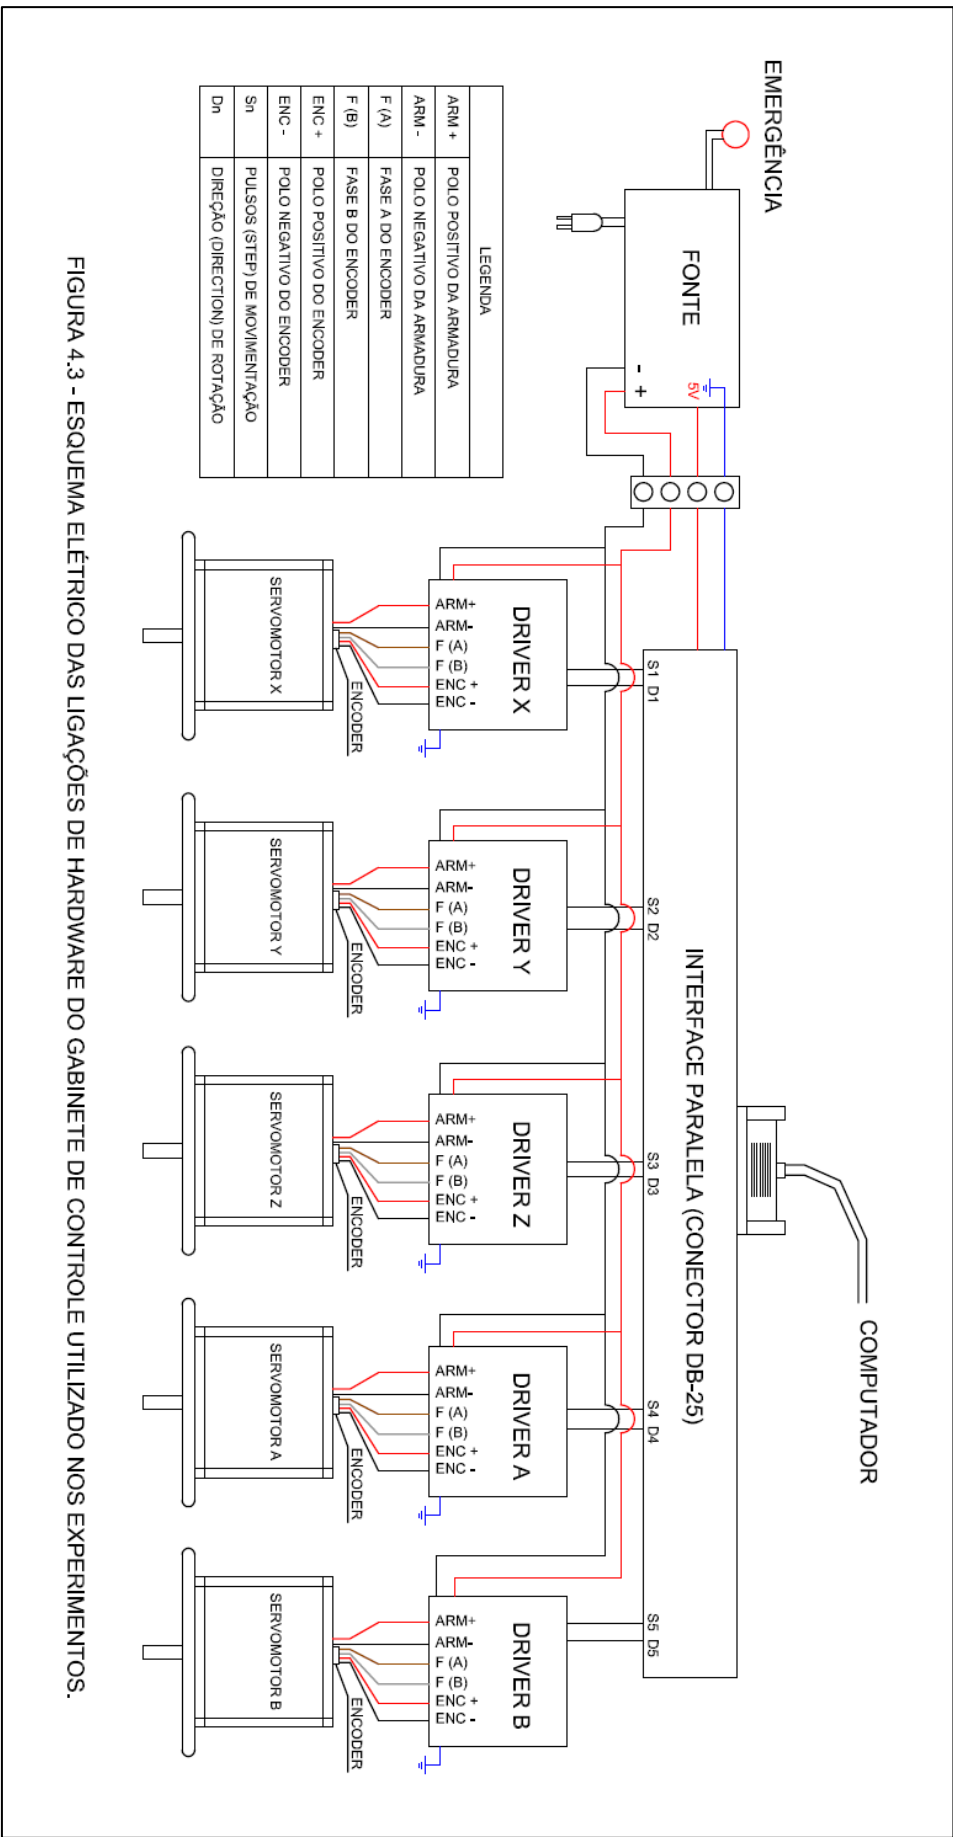 EMERGÊNCIA
FONTE
- +
5V
COMPUTADOR
INTERFACE PARALELA (CONECTOR DB-25)
S1 D1
S2 D2
S3 D3
S4 D4
S5 D5
DRIVER X
ARM+
ARM-
F (A)
F (B)
ENC +
ENC -
ENCODER
SERVOMOTOR X
DRIVER Y
ARM+
ARM-
F (A)
F (B)
ENC +
ENC -
ENCODER
SERVOMOTOR Y
DRIVER Z
ARM+
ARM-
F (A)
F (B)
ENC +
ENC -
ENCODER
SERVOMOTOR Z
DRIVER A
ARM+
ARM-
F (A)
F (B)
ENC +
ENC -
ENCODER
SERVOMOTOR A
DRIVER B
ARM+
ARM-
F (A)
F (B)
ENC +
ENC -
ENCODER
SERVOMOTOR B
LEGENDA
ARM + POLO POSITIVO DA ARMADURA
ARM - POLO NEGATIVO DA ARMADURA
F (A) FASE A DO ENCODER
F (B) FASE B DO ENCODER
ENC + POLO POSITIVO DO ENCODER
ENC - POLO NEGATIVO DO ENCODER
Sn PULSOS (STEP) DE MOVIMENTAÇÃO
Dn DIREÇÃO (DIRECTION) DE ROTAÇÃO
FIGURA 4.3 - ESQUEMA ELÉTRICO DAS LIGAÇÕES DE HARDWARE DO GABINETE DE CONTROLE UTILIZADO NOS EXPERIMENTOS.